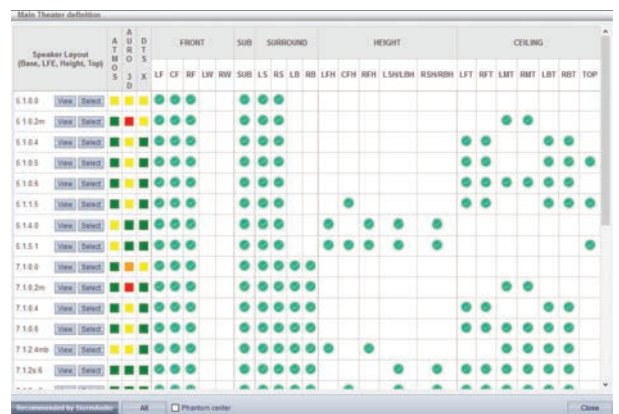 Main Theater definition
Speaker Layout
(Base, LFE, Height, Top)
ATMOS
AURO 3D
DTS X
FRONT SUB SURROUND HEIGHT CEILING
LF CF RF LW RW SUB LS RS LB RB LFH CFH RFH LSH/LBH RSH/RBH LFT RFT LMT RMT LBT RBT TOP
5.1.0.0 View Select
5.1.0.2m View Select
5.1.0.4 View Select
5.1.0.5 View Select
5.1.0.6 View Select
5.1.1.5 View Select
5.1.4.0 View Select
5.1.5.1 View Select
7.1.0.0 View Select
7.1.0.2m View Select
7.1.0.4 View Select
7.1.0.6 View Select
7.1.2.4mb View Select
7.1.2s.6 View Select
Recommended by StormAudio All Phantom center Close